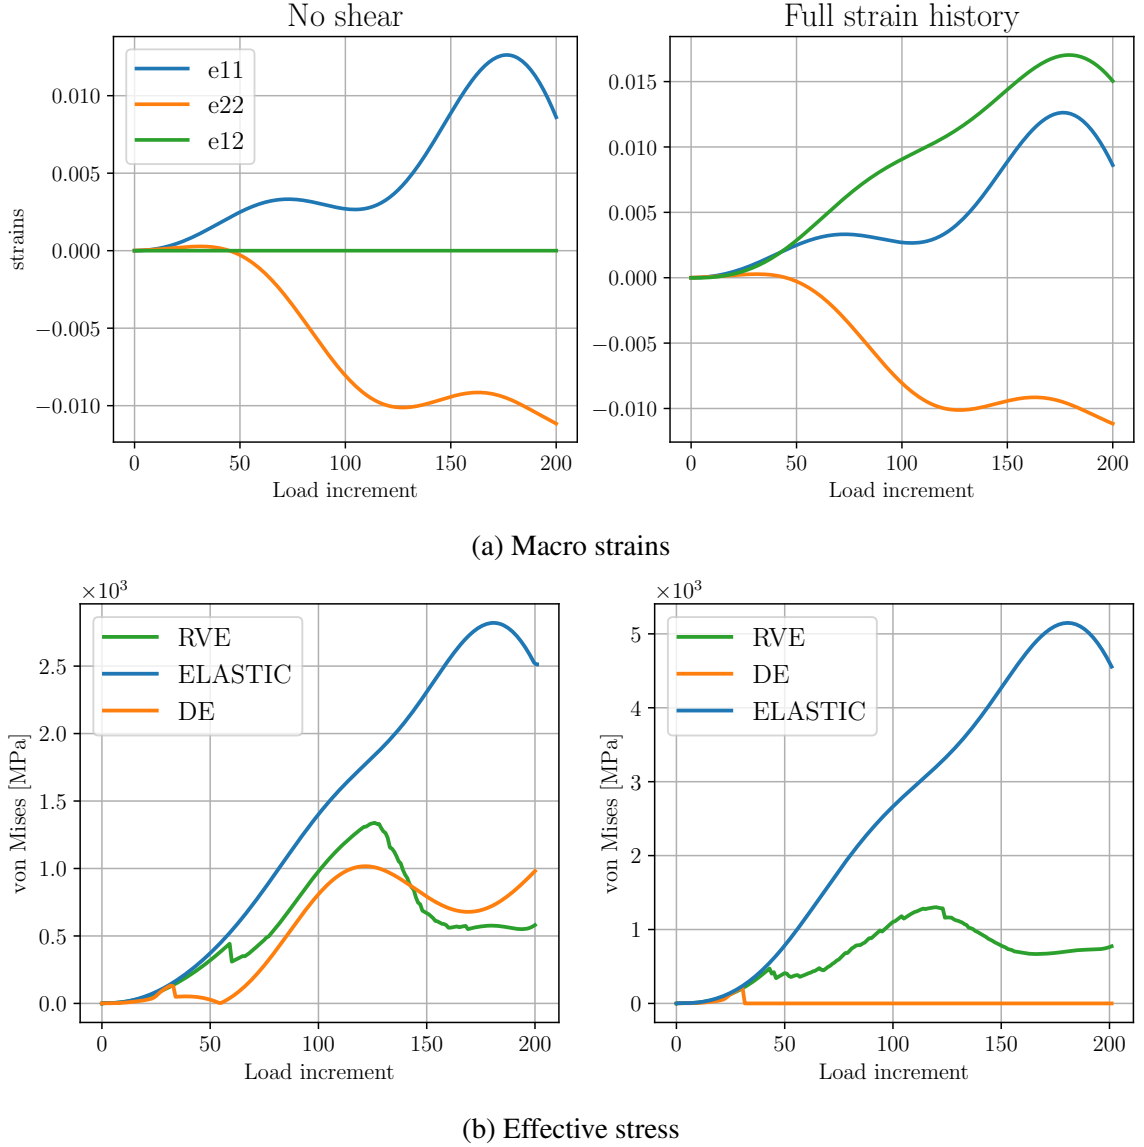 No shear
Full strain history
strains
0.010
0.005
0.000
−0.005
−0.010
e11
e22
e12
0
50
100
150
200
Load increment
0.015
0.010
0.005
0.000
−0.005
−0.010
0
50
100
150
200
Load increment
(a) Macro strains
×10³
von Mises [MPa]
2.5
2.0
1.5
1.0
0.5
0.0
RVE
ELASTIC
DE
0
50
100
150
200
Load increment
×10³
von Mises [MPa]
5
4
3
2
1
0
RVE
DE
ELASTIC
0
50
100
150
200
Load increment
(b) Effective stress